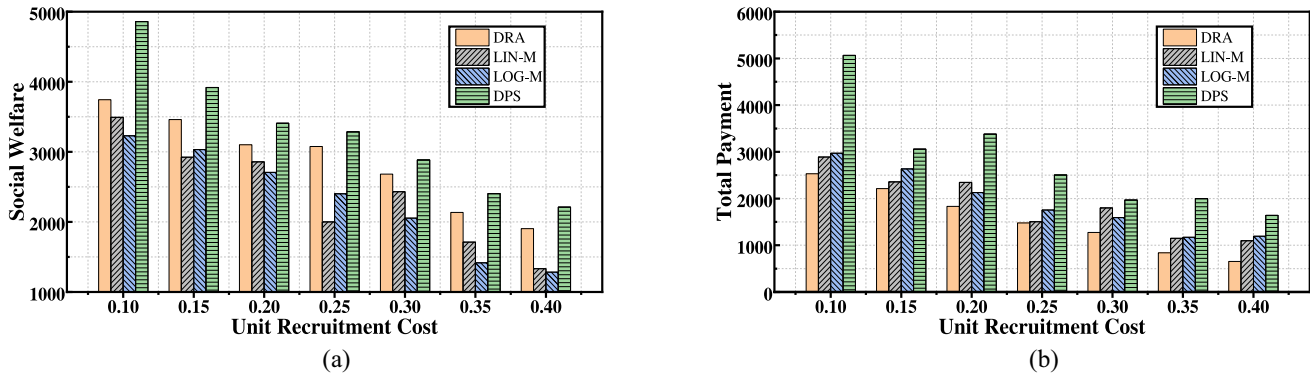 5000
4000
3000
2000
1000
Social Welfare
DRA
LIN-M
LOG-M
DPS
0.10 0.15 0.20 0.25 0.30 0.35 0.40
Unit Recruitment Cost
(a)
6000
5000
4000
3000
2000
1000
0
Total Payment
DRA
LIN-M
LOG-M
DPS
0.10 0.15 0.20 0.25 0.30 0.35 0.40
Unit Recruitment Cost
(b)